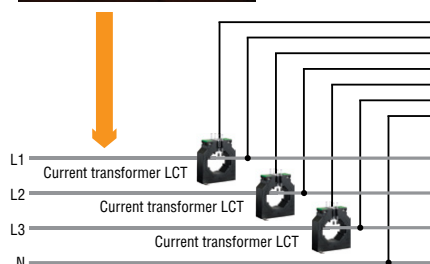 L1
Current transformer LCT
L2
Current transformer LCT
L3
Current transformer LCT
N